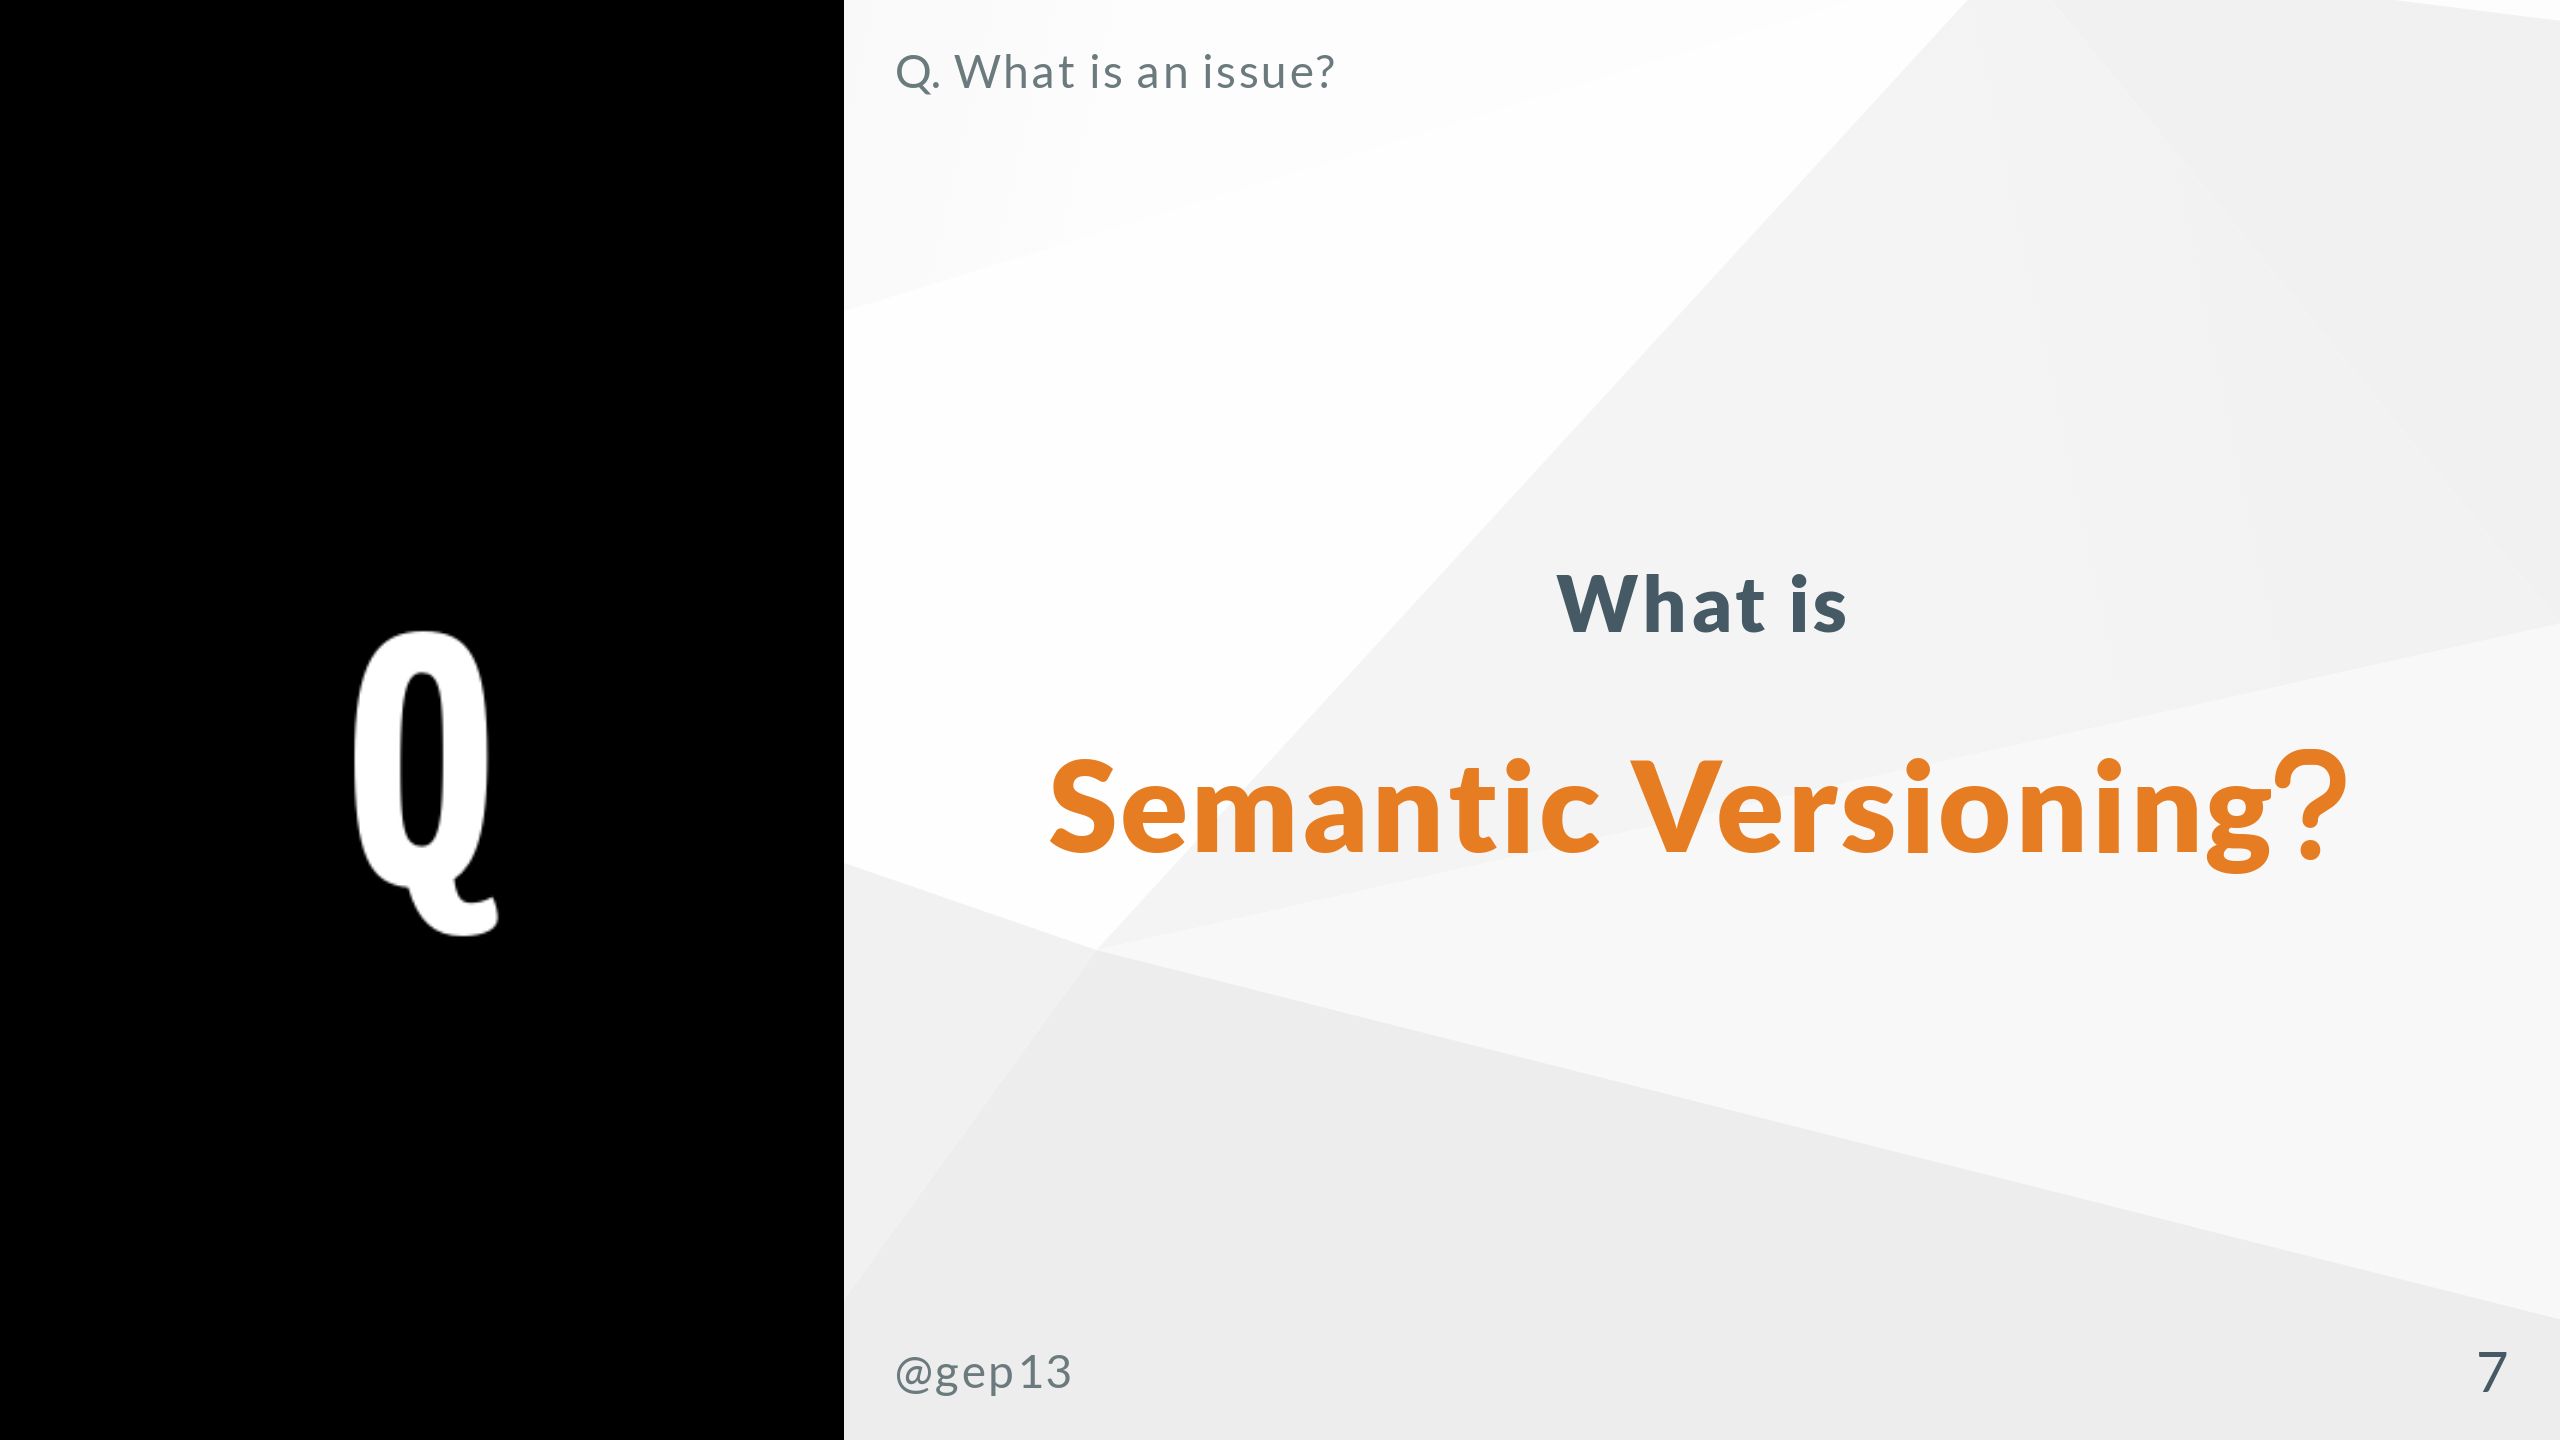 Q
Q. What is an issue?
What is
Semantic Versioning?
@gep13
7